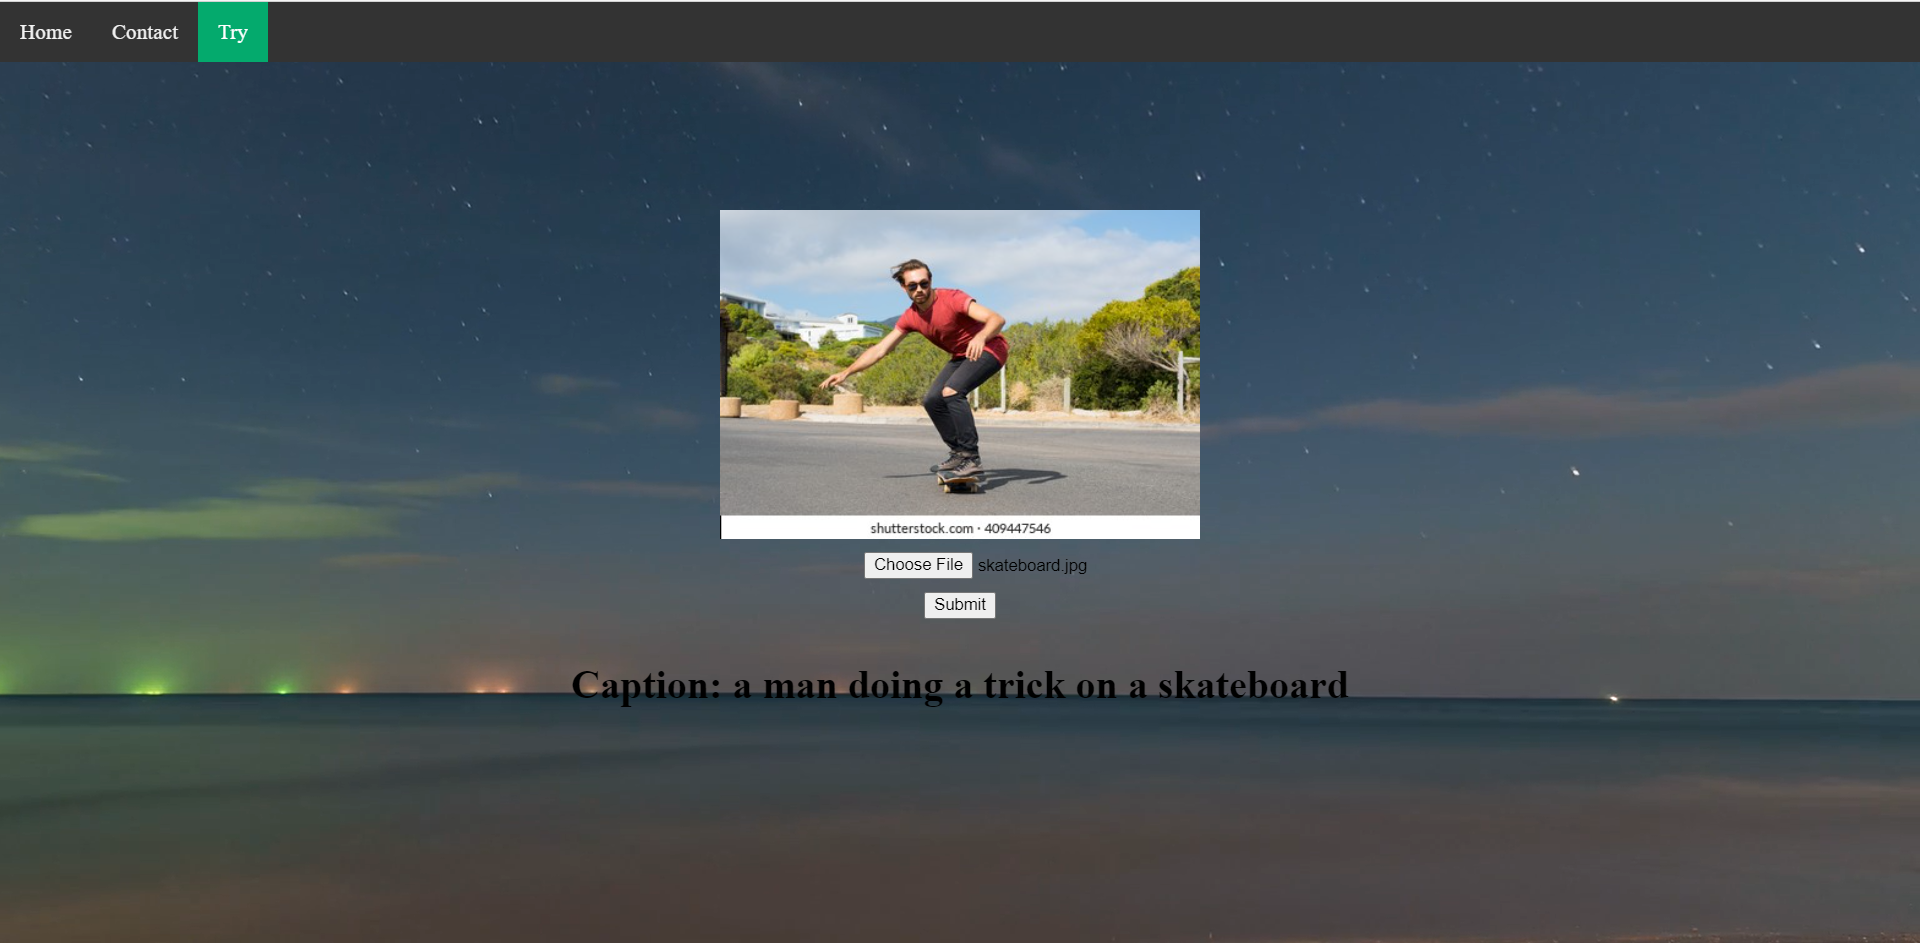 Home Contact Try
shutterstock.com · 409447546
Choose File skateboard.jpg
Submit
Caption: a man doing a trick on a skateboard